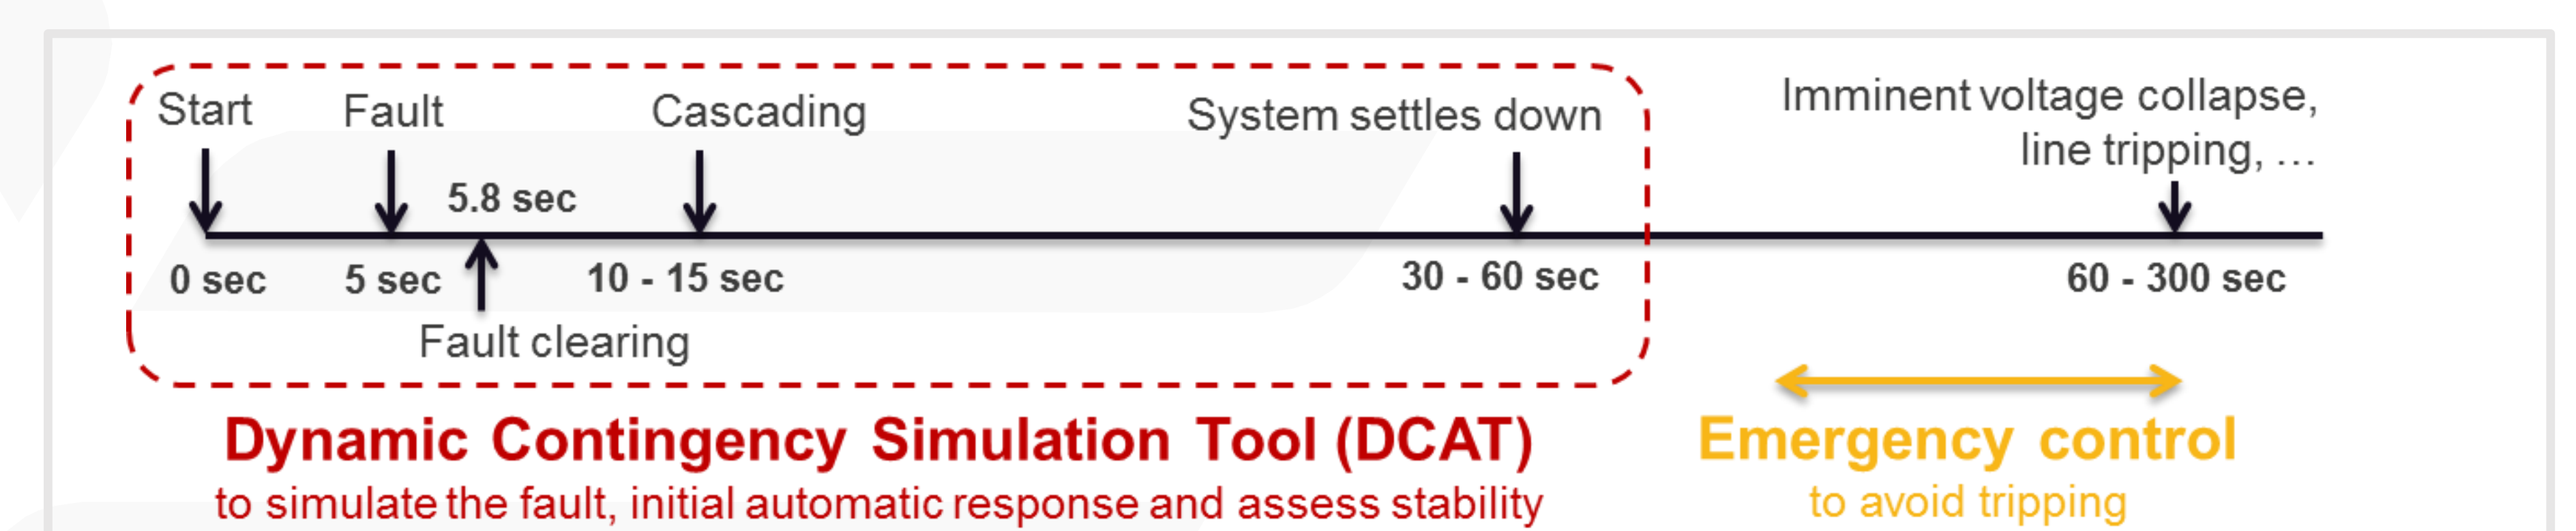 Start
Fault
Cascading
System settles down
Imminent voltage collapse,
line tripping, ...
5.8 sec
0 sec
5 sec
10 - 15 sec
30 - 60 sec
60 - 300 sec
Fault clearing
Dynamic Contingency Simulation Tool (DCAT)
to simulate the fault, initial automatic response and assess stability
Emergency control
to avoid tripping